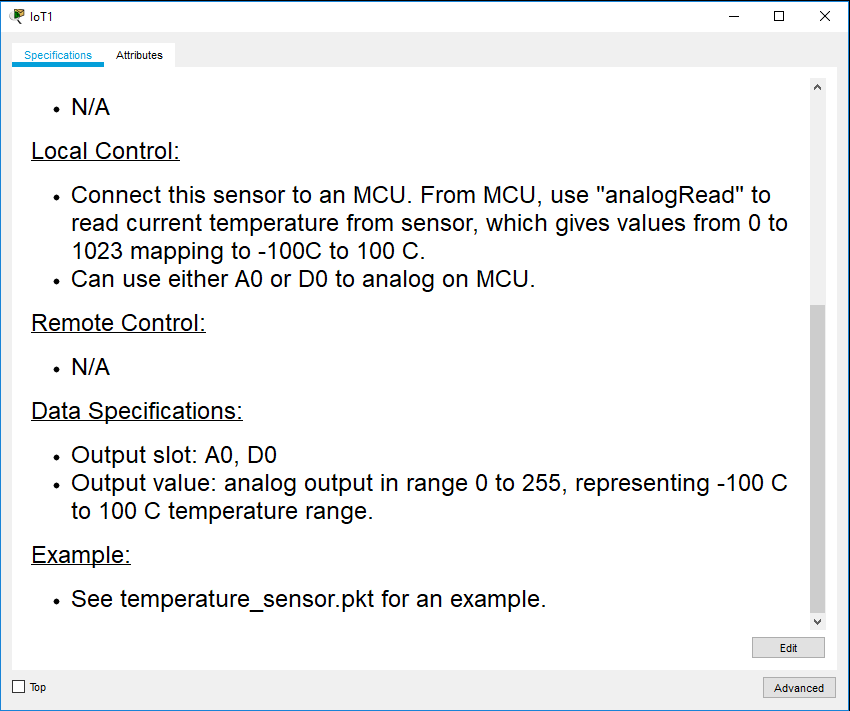 IoT1
Specifications Attributes
N/A
Local Control:
Connect this sensor to an MCU. From MCU, use "analogRead" to
read current temperature from sensor, which gives values from 0 to
1023 mapping to -100C to 100 C.
Can use either A0 or D0 to analog on MCU.
Remote Control:
N/A
Data Specifications:
Output slot: A0, D0
Output value: analog output in range 0 to 255, representing -100 C
to 100 C temperature range.
Example:
See temperature_sensor.pkt for an example.
Edit
Top
Advanced